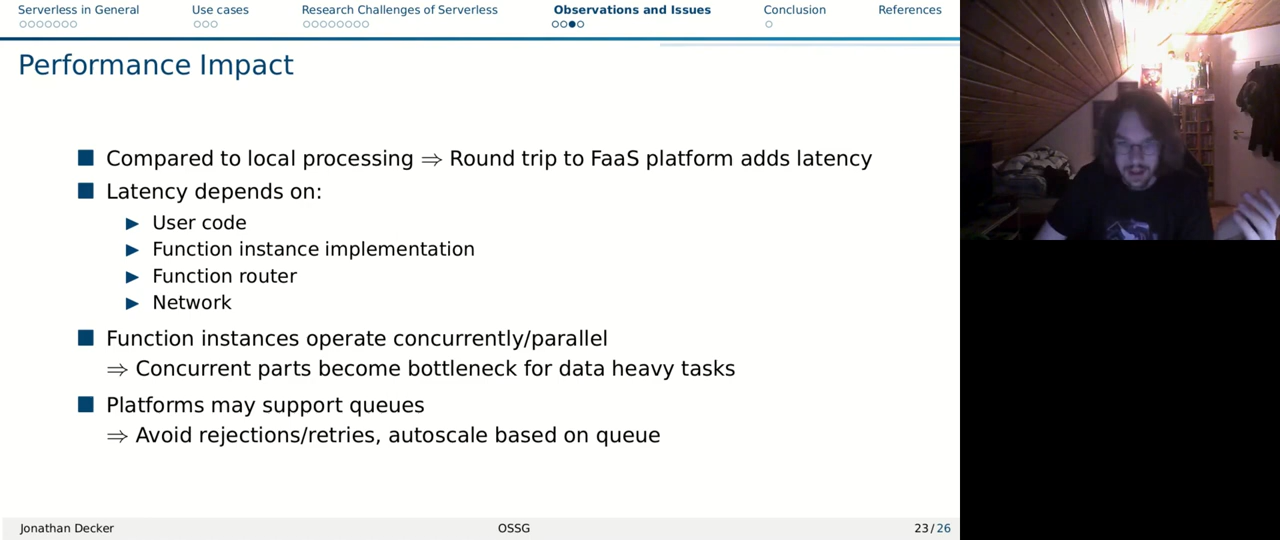 Serverless in General Use cases Research Challenges of Serverless Observations and Issues Conclusion References
Performance Impact
Compared to local processing ⇒ Round trip to FaaS platform adds latency
Latency depends on:
User code
Function instance implementation
Function router
Network
Function instances operate concurrently/parallel
⇒ Concurrent parts become bottleneck for data heavy tasks
Platforms may support queues
⇒ Avoid rejections/retries, autoscale based on queue
Jonathan Decker OSSG 23/26